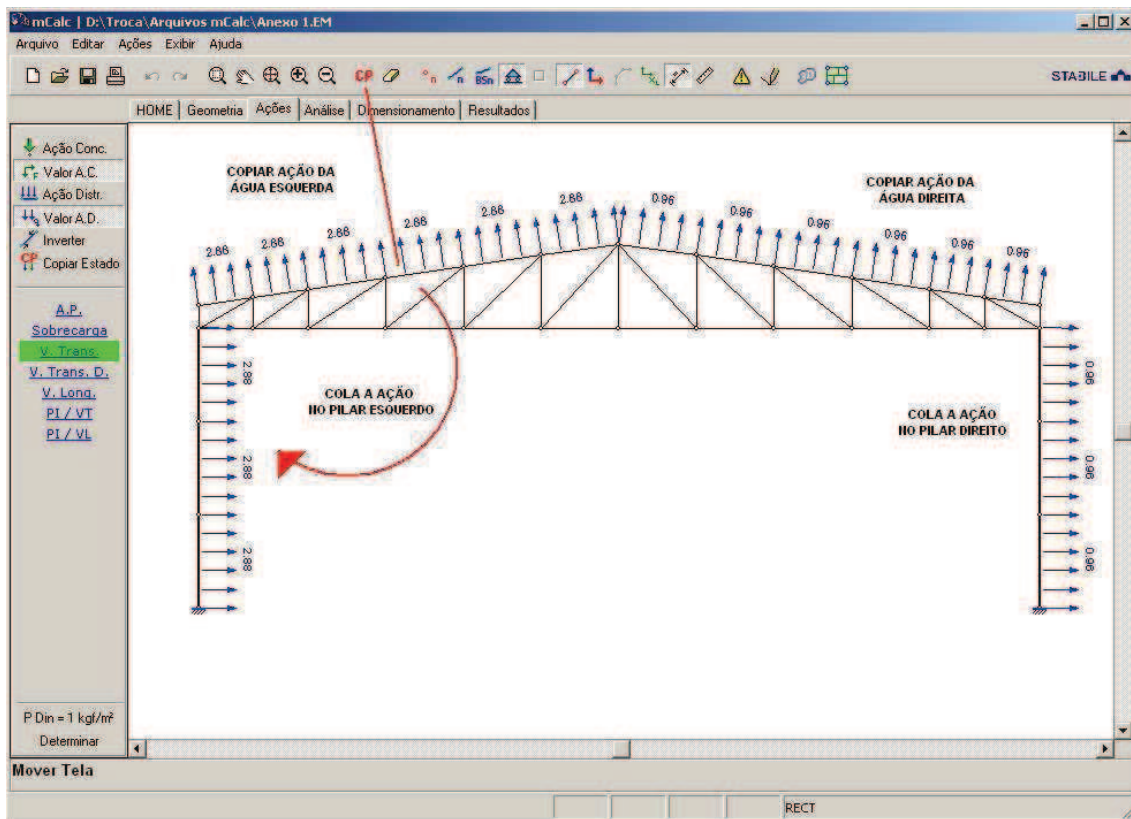 mCalc | D:\Troca\Arquivos mCalc\Anexo 1.EM
Arquivo Editar Ações Exibir Ajuda
CP n n BSn STABILE
HOME | Geometria | Ações | Análise | Dimensionamento | Resultados |
Ação Conc.
F Valor A.C.
Ação Distr.
Valor A.D.
Inverter
CP Copiar Estado
A.P.
Sobrecarga
V. Trans.
V. Trans. D.
V. Long.
PI / VT
PI / VL
P Din = 1 kgf/m²
Determinar
COPIAR AÇÃO DA
ÁGUA ESQUERDA
COPIAR AÇÃO DA
ÁGUA DIREITA
2.88 2.88 2.88 2.88 2.88 2.88 0.96 0.96 0.96 0.96 0.96 0.96
COLA A AÇÃO
NO PILAR ESQUERDO
COLA A AÇÃO
NO PILAR DIREITO
2.88
2.88
2.88
0.96
0.96
0.96
Mover Tela
RECT